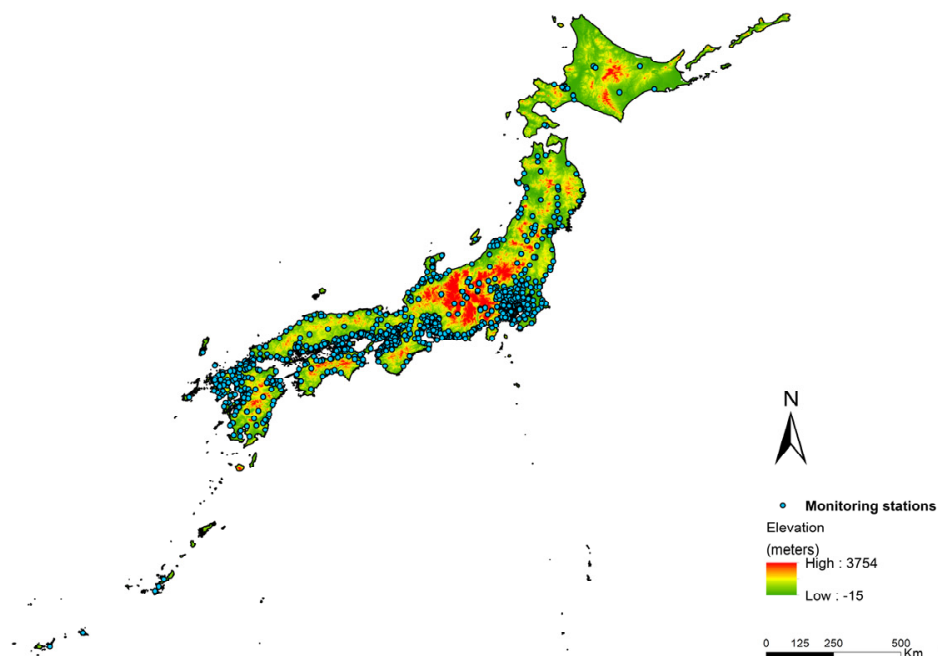 N
Monitoring stations
Elevation
(meters)
High : 3754
Low : -15
0 125 250 500
Km